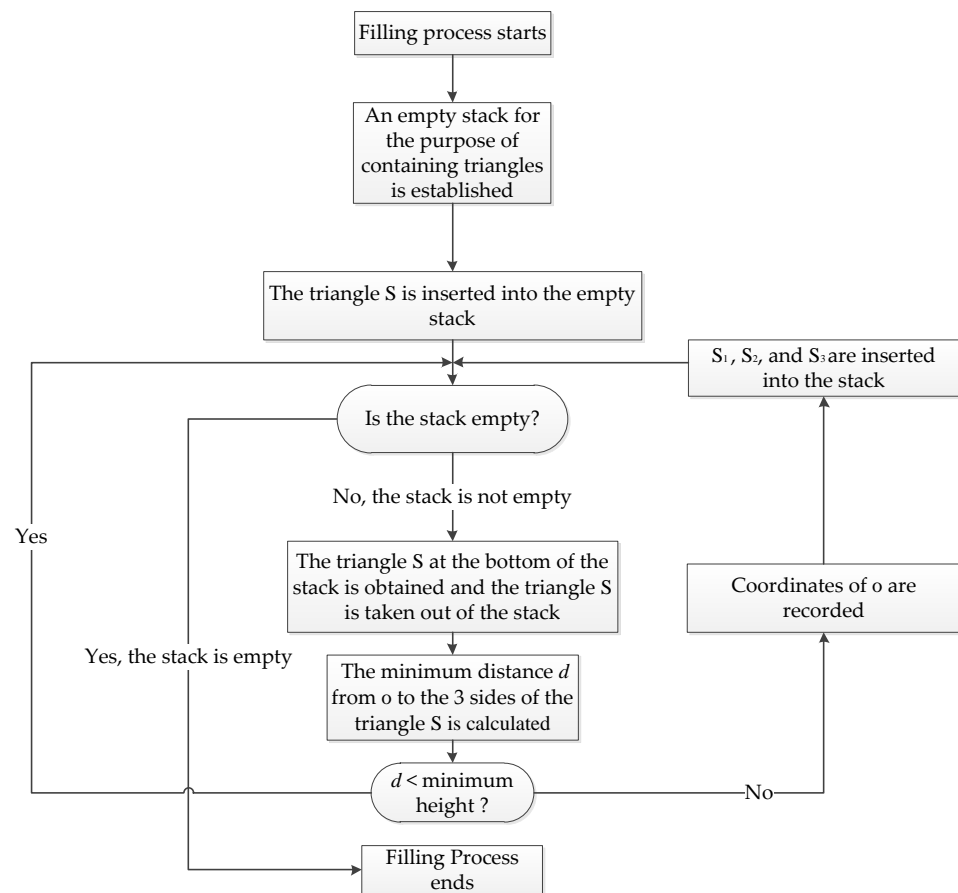 Filling process starts
An empty stack for
the purpose of
containing triangles
is established
The triangle S is inserted into the empty
stack
S₁, S₂, and S₃ are inserted
into the stack
Is the stack empty?
No, the stack is not empty
Yes
The triangle S at the bottom of the
stack is obtained and the triangle S
is taken out of the stack
Coordinates of o are
recorded
Yes, the stack is empty
The minimum distance d
from o to the 3 sides of the
triangle S is calculated
d < minimum
height ?
No
Filling Process
ends